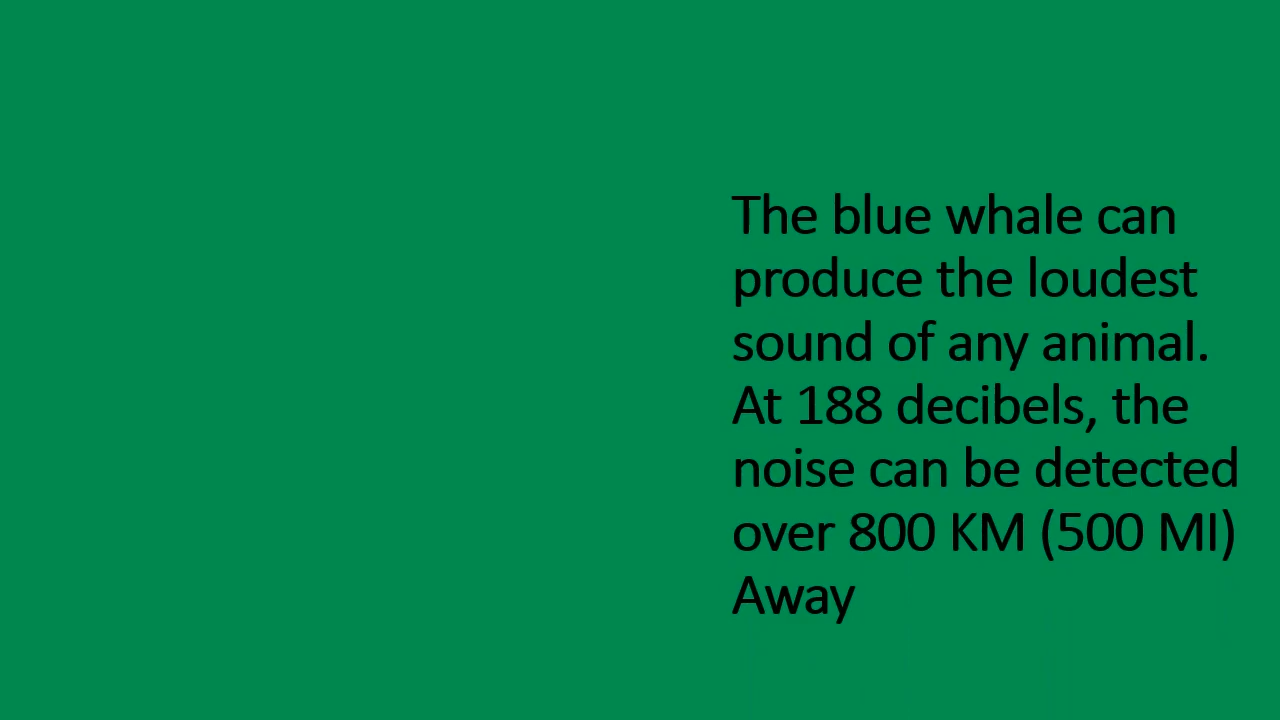 The blue whale can
produce the loudest
sound of any animal.
At 188 decibels, the
noise can be detected
over 800 KM (500 MI)
Away